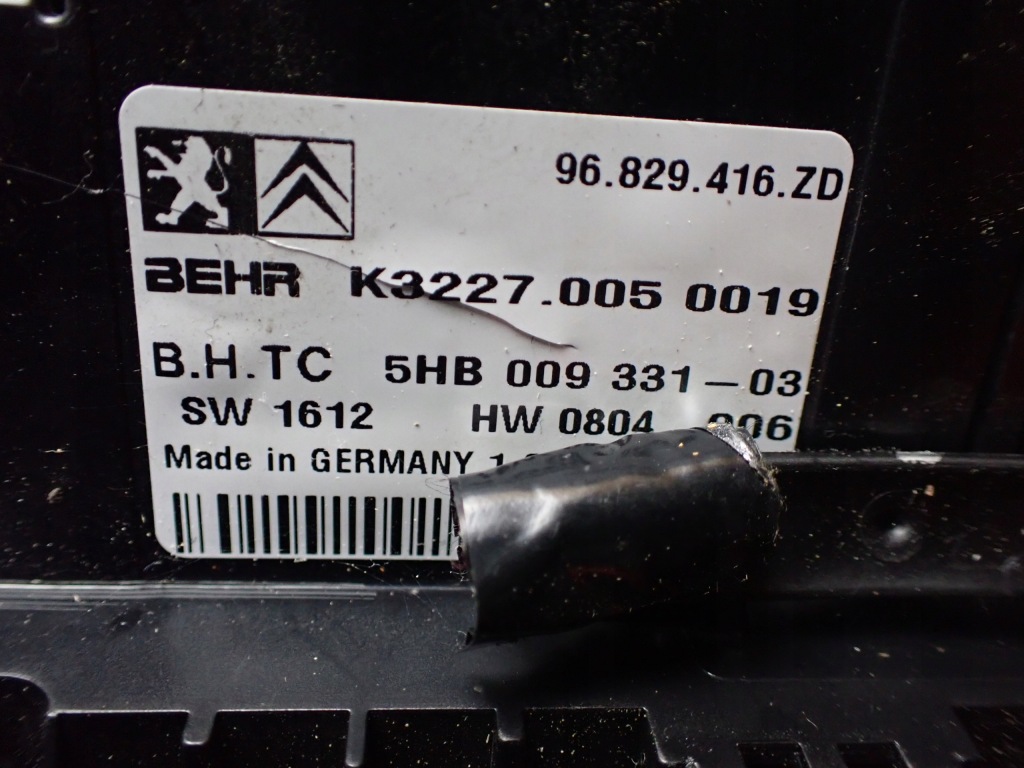 96.829.416.ZD
BEHR K3227.005 0019
B.H.TC 5HB 009 331-03
SW 1612 HW 0804
Made in GERMANY